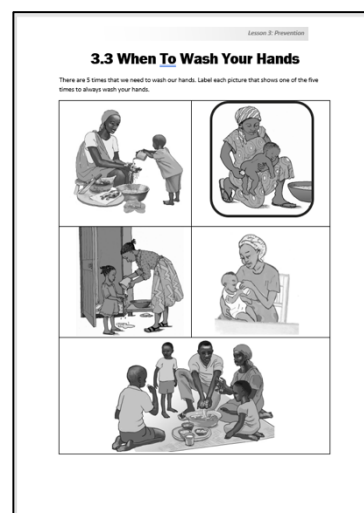 Lesson 3: Prevention
3.3 When To Wash Your Hands
There are 5 times that we need to wash our hands. Label each picture that shows one of the five
times to always wash your hands.